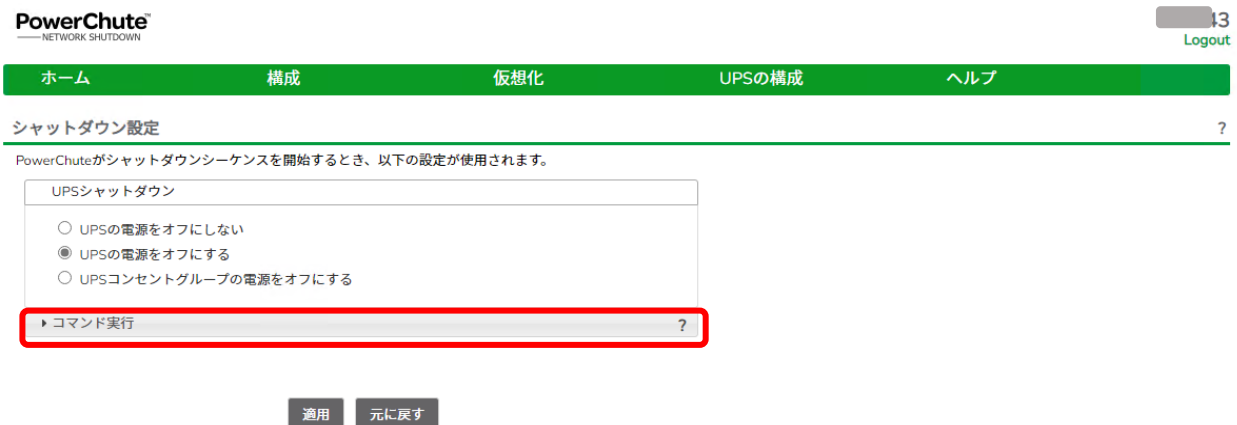 PowerChute™
NETWORK SHUTDOWN
43
Logout
ホーム 構成 仮想化 UPSの構成 ヘルプ
シャットダウン設定 ?
PowerChuteがシャットダウンシーケンスを開始するとき、以下の設定が使用されます。
UPSシャットダウン
UPSの電源をオフにしない
UPSの電源をオフにする
UPSコンセントグループの電源をオフにする
コマンド実行 ?
適用 元に戻す